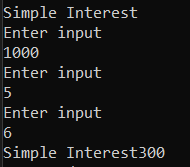 Simple Interest
Enter input
1000
Enter input
5
Enter input
6
Simple Interest300